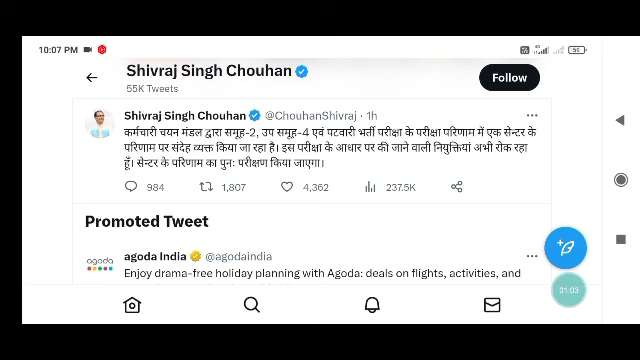 10:07 PM
59
Shivraj Singh Chouhan
55K Tweets
Follow
Shivraj Singh Chouhan @ChouhanShivraj · 1h
कर्मचारी चयन मंडल द्वारा समूह-2, उप समूह-4 एवं पटवारी भर्ती परीक्षा के परीक्षा परिणाम में एक सेन्टर के
परिणाम पर संदेह व्यक्त किया जा रहा है। इस परीक्षा के आधार पर की जाने वाली नियुक्तियां अभी रोक रहा
हूँ। सेन्टर के परिणाम का पुनः परीक्षण किया जाएगा।
984 1,807 4,362 237.5K
Promoted Tweet
agoda
agoda India @agodaindia
Enjoy drama-free holiday planning with Agoda: deals on flights, activities, and
01:03